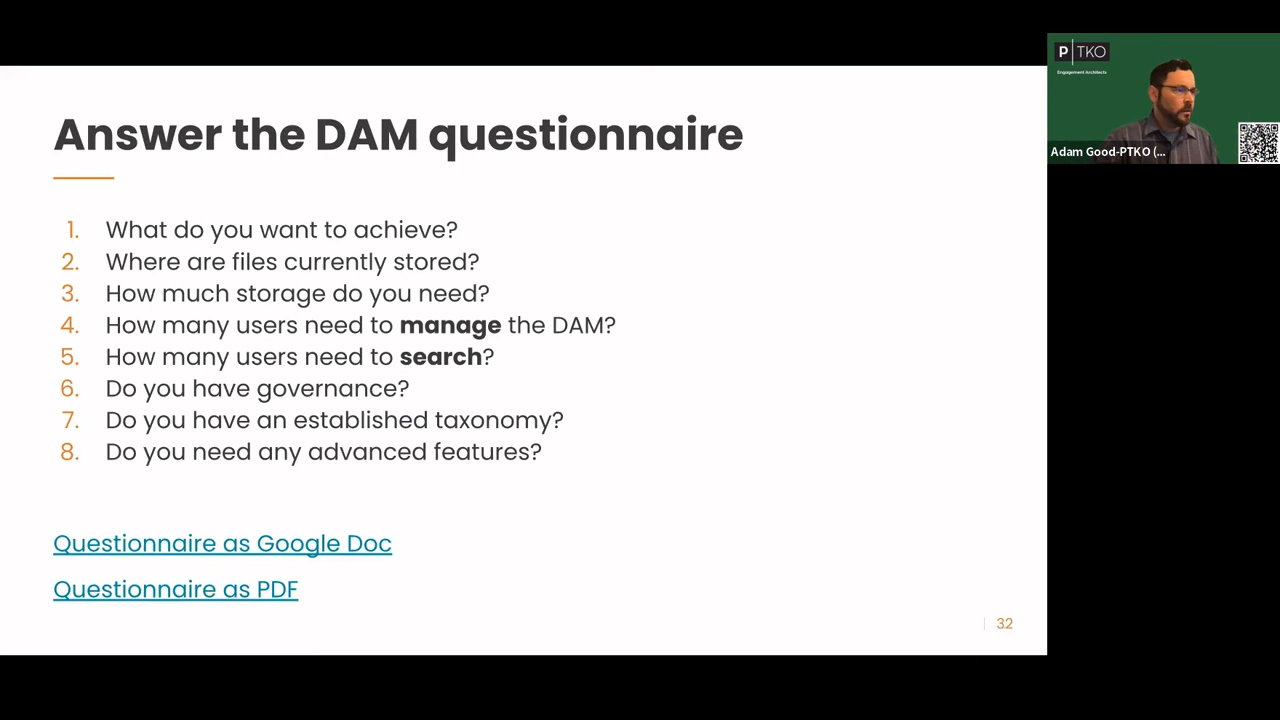 Answer the DAM questionnaire
1. What do you want to achieve?
2. Where are files currently stored?
3. How much storage do you need?
4. How many users need to manage the DAM?
5. How many users need to search?
6. Do you have governance?
7. Do you have an established taxonomy?
8. Do you need any advanced features?
Questionnaire as Google Doc
Questionnaire as PDF
32
P TKO
Engagement Architects
Adam Good-PTKO (...